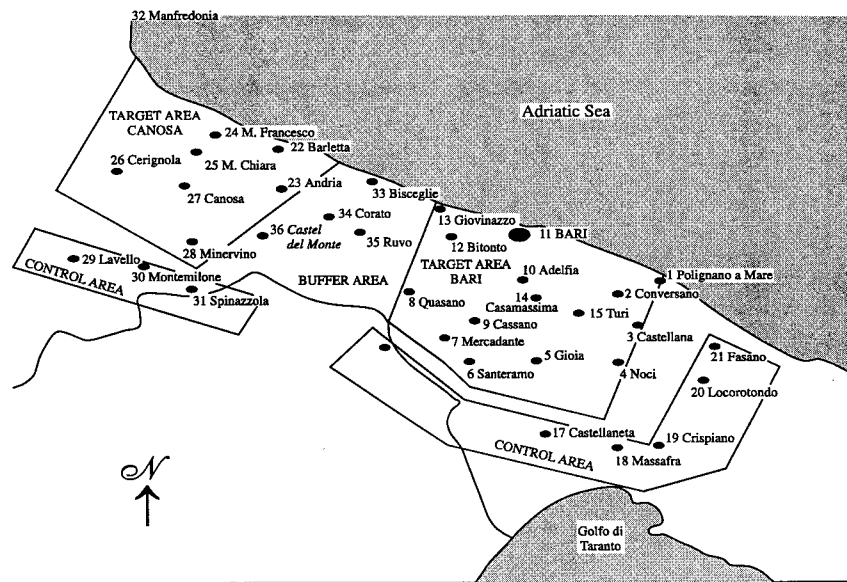 32 Manfredonia
Adriatic Sea
TARGET AREA
CANOSA
24 M. Francesco
22 Barletta
25 M. Chiara
26 Cerignola
27 Canosa
23 Andria
33 Bisceglie
34 Corato
13 Giovinazzo
36 Castel
del Monte
35 Ruvo
12 Bitonto
11 BARI
28 Minervino
29 Lavello
CONTROL AREA
30 Montemilone
31 Spinazzola
BUFFER AREA
TARGET AREA
BARI
10 Adelfia
1 Polignano a Mare
8 Quasano
14
Casamassima
2 Conversano
15 Turi
9 Cassano
3 Castellana
7 Mercadante
21 Fasano
6 Santeramo
5 Gioia
4 Noci
20 Locorotondo
17 Castellaneta
19 Crispiano
CONTROL AREA
18 Massafra
N
Golfo di
Taranto